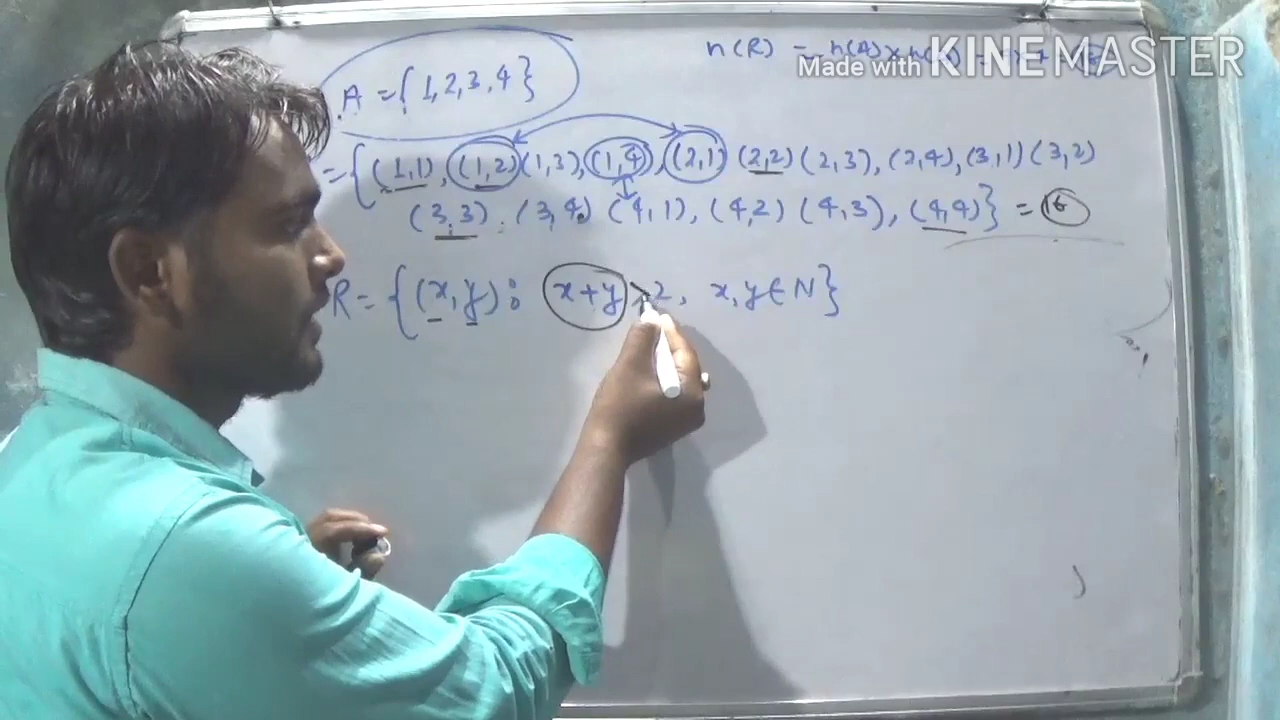 n(R) = n(A) x
Made with KINEMASTER
A = {1,2,3,4}
= { (1,1), (1,2) (1,3), (1,4), (2,1) (2,2) (2,3), (2,4), (3,1) (3,2)
(3,3), (3,4) (4,1), (4,2) (4,3), (4,4) } = 16
R = { (x,y) : x+y > 2, x,y ∈ N }